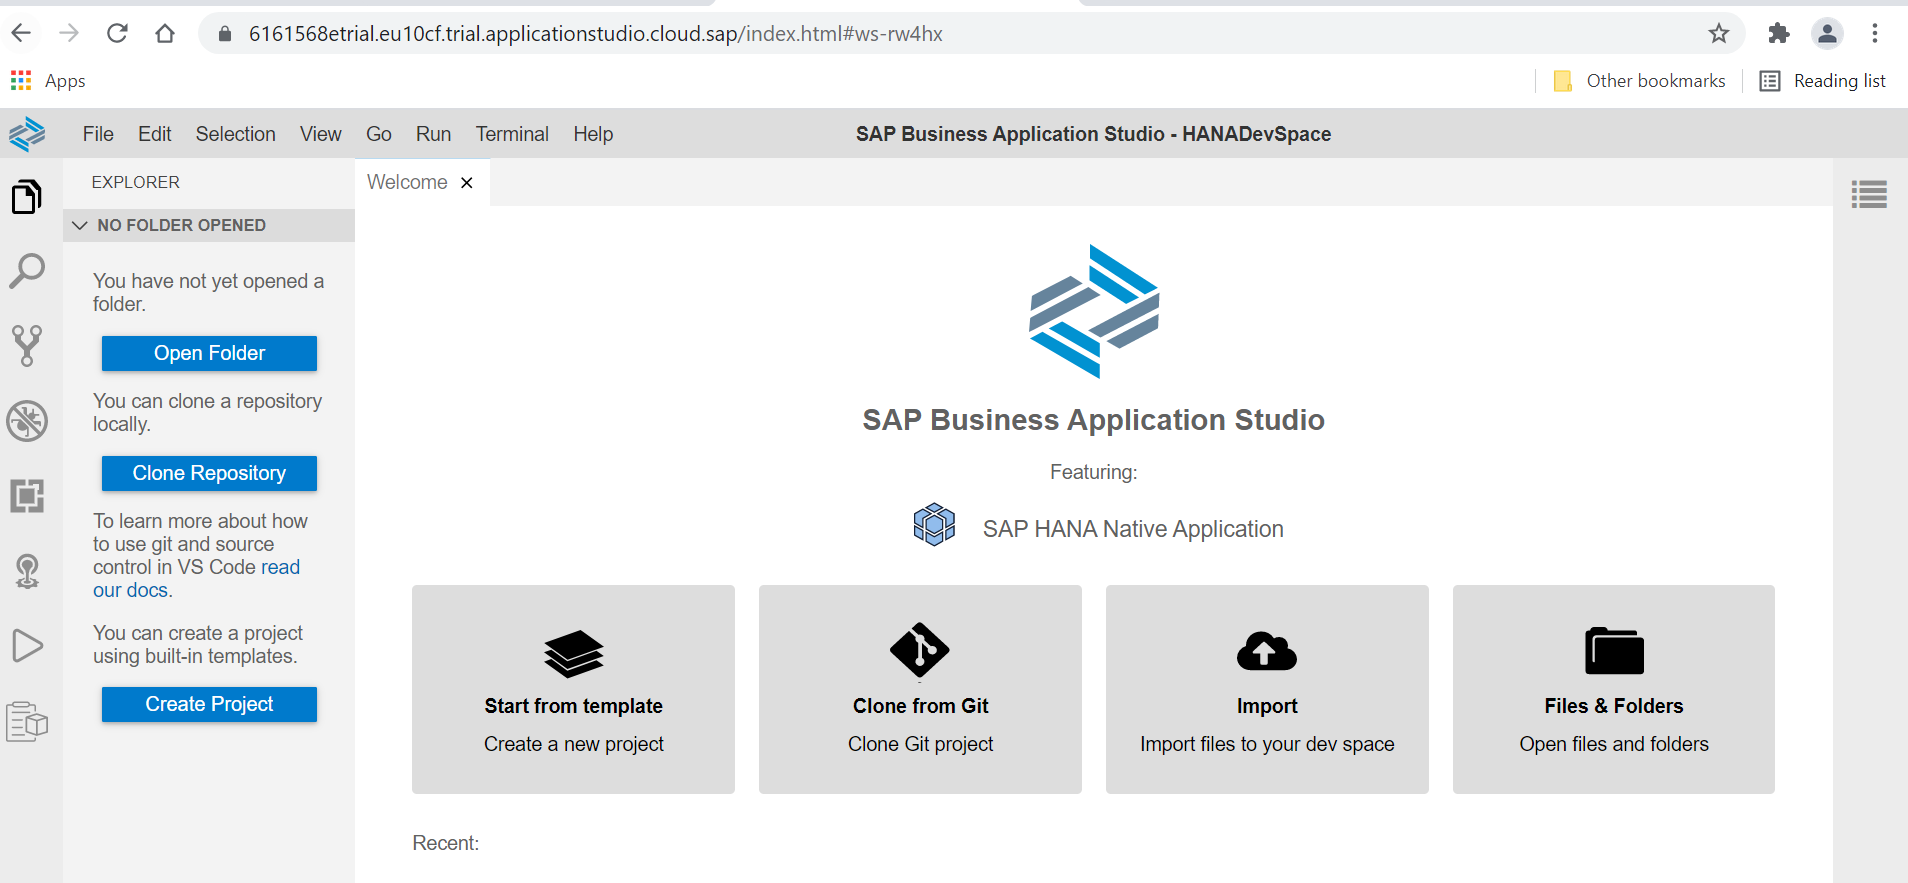 6161568etrial.eu10cf.trial.applicationstudio.cloud.sap/index.html#ws-rw4hx
Apps
Other bookmarks
Reading list
File Edit Selection View Go Run Terminal Help
SAP Business Application Studio - HANADevSpace
EXPLORER
NO FOLDER OPENED
You have not yet opened a
folder.
Open Folder
You can clone a repository
locally.
Clone Repository
To learn more about how
to use git and source
control in VS Code read
our docs.
You can create a project
using built-in templates.
Create Project
Welcome
SAP Business Application Studio
Featuring:
SAP HANA Native Application
Start from template
Create a new project
Clone from Git
Clone Git project
Import
Import files to your dev space
Files & Folders
Open files and folders
Recent: